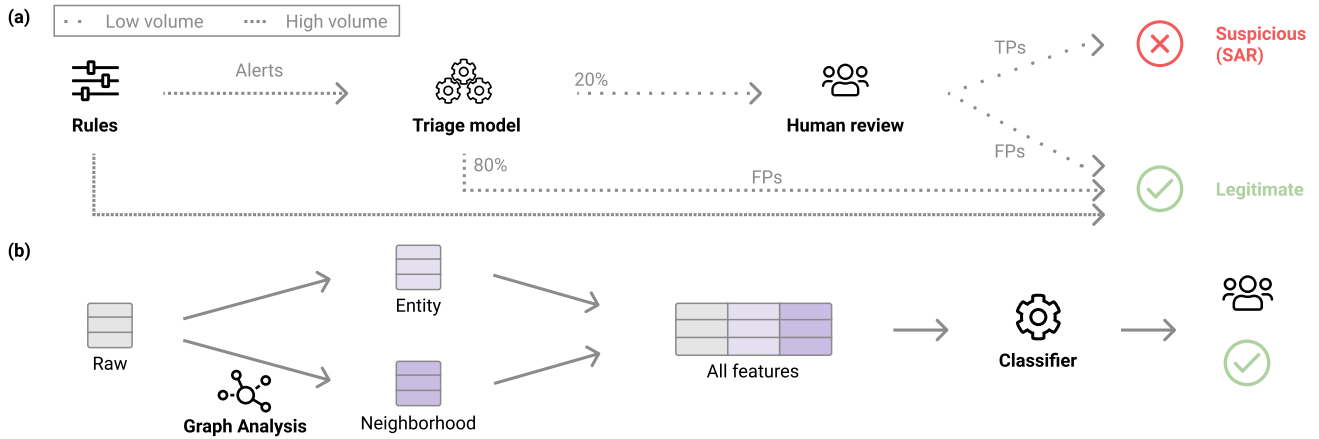 (a)
Low volume
High volume
Rules
Alerts
Triage model
20%
Human review
TPs
FPs
Suspicious
(SAR)
80%
FPs
Legitimate
(b)
Raw
Graph Analysis
Entity
Neighborhood
All features
Classifier